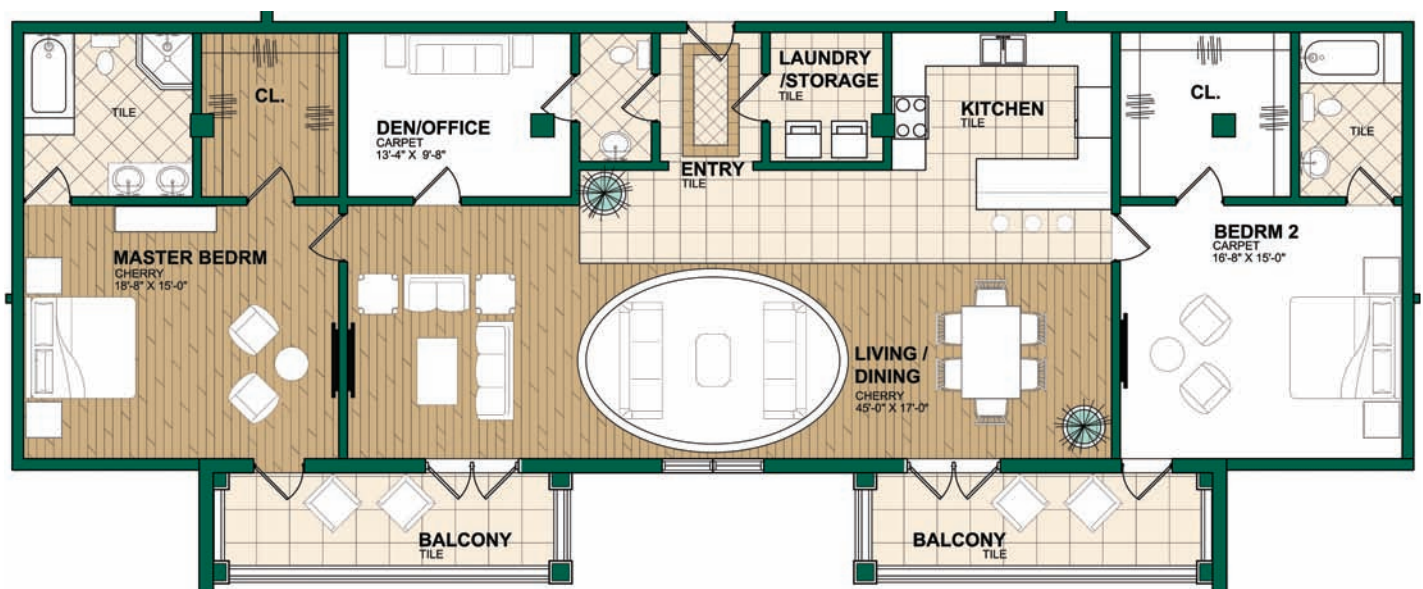 TILE
CL.
DEN/OFFICE
CARPET
13'-4" X 9'-8"
ENTRY
TILE
LAUNDRY
/STORAGE
TILE
KITCHEN
TILE
CL.
TILE
MASTER BEDRM
CHERRY
18'-8" X 15'-0"
LIVING /
DINING
CHERRY
45'-0" X 17'-0"
BEDRM 2
CARPET
16'-8" X 15'-0"
BALCONY
TILE
BALCONY
TILE